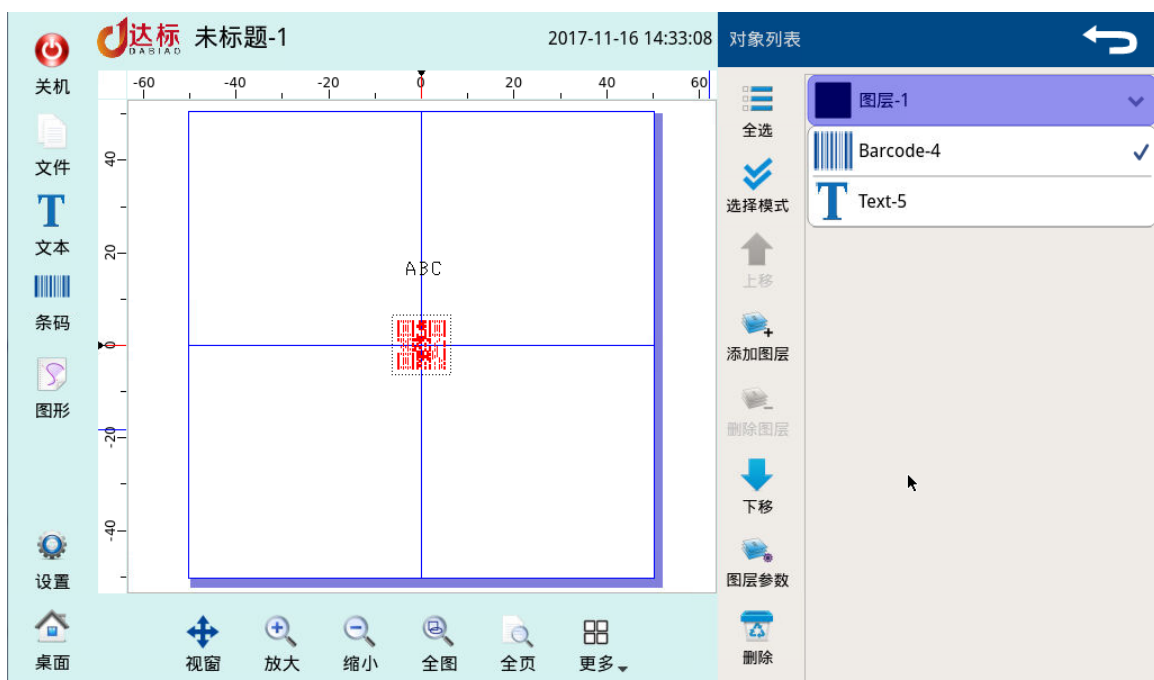 达标
DABIAO
未标题-1
2017-11-16 14:33:08
对象列表
关机
文件
文本
条码
图形
设置
桌面
-60 -40 -20 0 20 40 60
40
20
0
-20
-40
ABC
视窗
放大
缩小
全图
全页
更多
全选
选择模式
上移
添加图层
删除图层
下移
图层参数
删除
图层-1
Barcode-4
Text-5